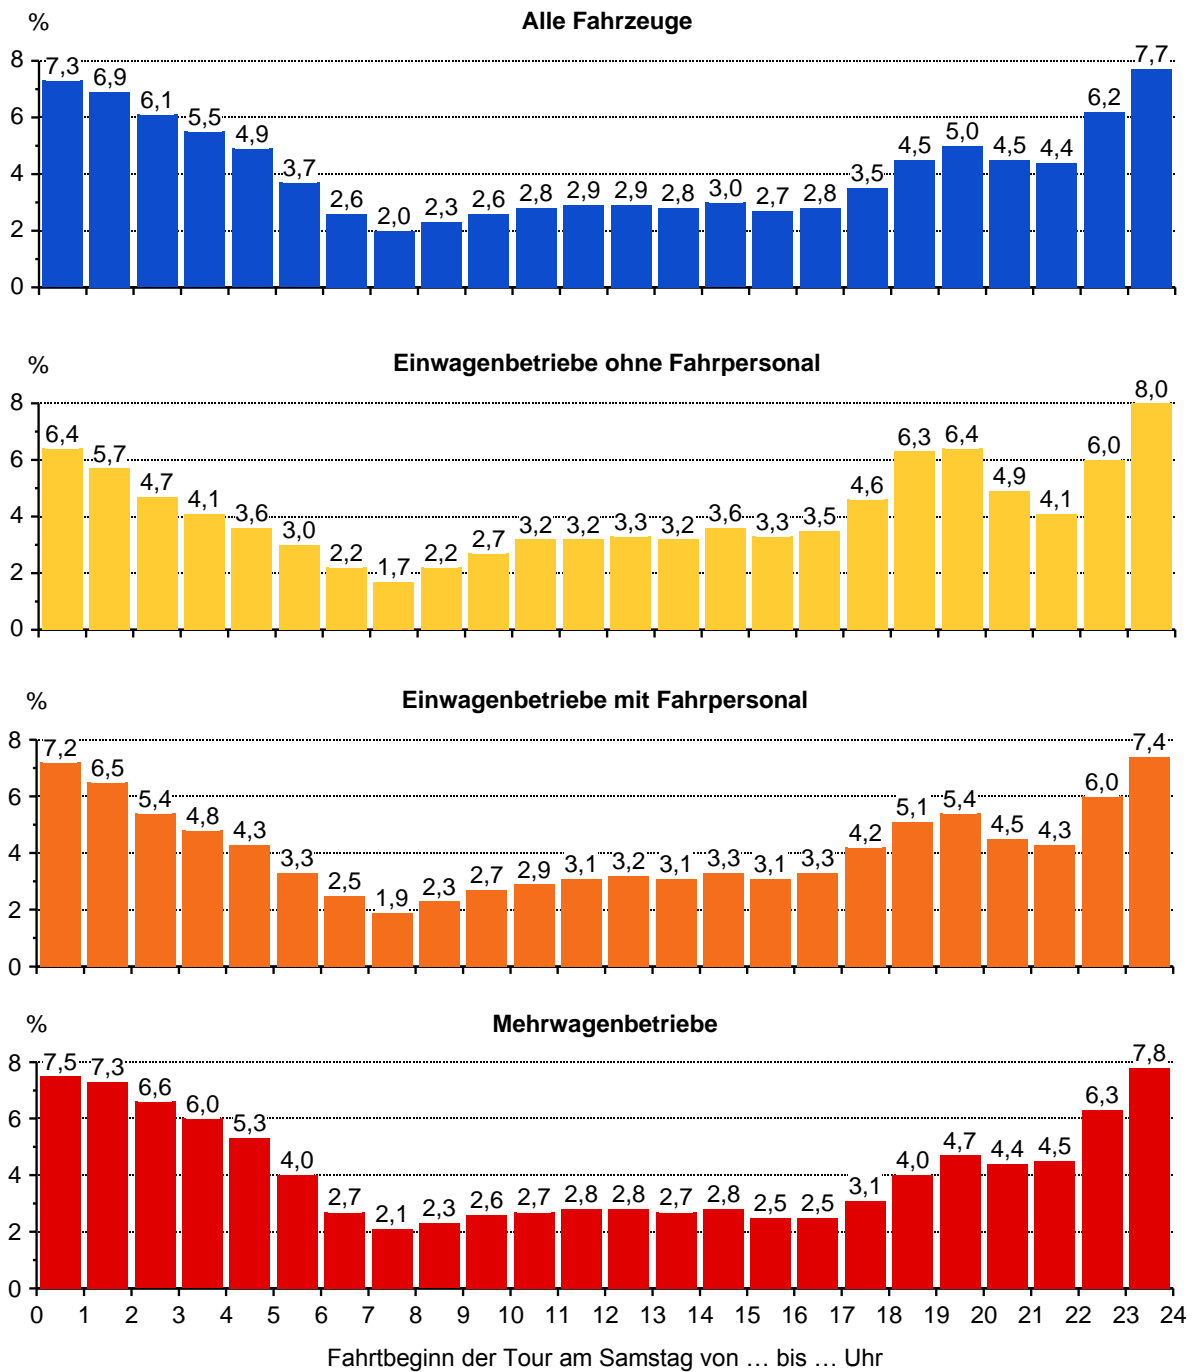 Alle Fahrzeuge
%
8
6
4
2
0
7,3 6,9 6,1 5,5 4,9 3,7 2,6 2,0 2,3 2,6 2,8 2,9 2,9 2,8 3,0 2,7 2,8 3,5 4,5 5,0 4,5 4,4 6,2 7,7
Einwagenbetriebe ohne Fahrpersonal
%
8
6
4
2
0
6,4 5,7 4,7 4,1 3,6 3,0 2,2 1,7 2,2 2,7 3,2 3,2 3,3 3,2 3,6 3,3 3,5 4,6 6,3 6,4 4,9 4,1 6,0 8,0
Einwagenbetriebe mit Fahrpersonal
%
8
6
4
2
0
7,2 6,5 5,4 4,8 4,3 3,3 2,5 1,9 2,3 2,7 2,9 3,1 3,2 3,1 3,3 3,1 3,3 4,2 5,1 5,4 4,5 4,3 6,0 7,4
Mehrwagenbetriebe
%
8
6
4
2
0
7,5 7,3 6,6 6,0 5,3 4,0 2,7 2,1 2,3 2,6 2,7 2,8 2,8 2,7 2,8 2,5 2,5 3,1 4,0 4,7 4,4 4,5 6,3 7,8
0 1 2 3 4 5 6 7 8 9 10 11 12 13 14 15 16 17 18 19 20 21 22 23 24
Fahrtbeginn der Tour am Samstag von … bis … Uhr